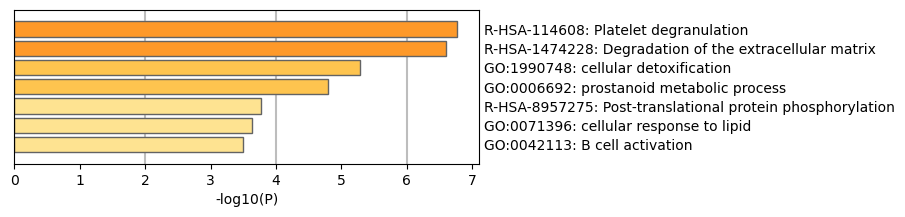 R-HSA-114608: Platelet degranulation
R-HSA-1474228: Degradation of the extracellular matrix
GO:1990748: cellular detoxification
GO:0006692: prostanoid metabolic process
R-HSA-8957275: Post-translational protein phosphorylation
GO:0071396: cellular response to lipid
GO:0042113: B cell activation
0 1 2 3 4 5 6 7
-log10(P)